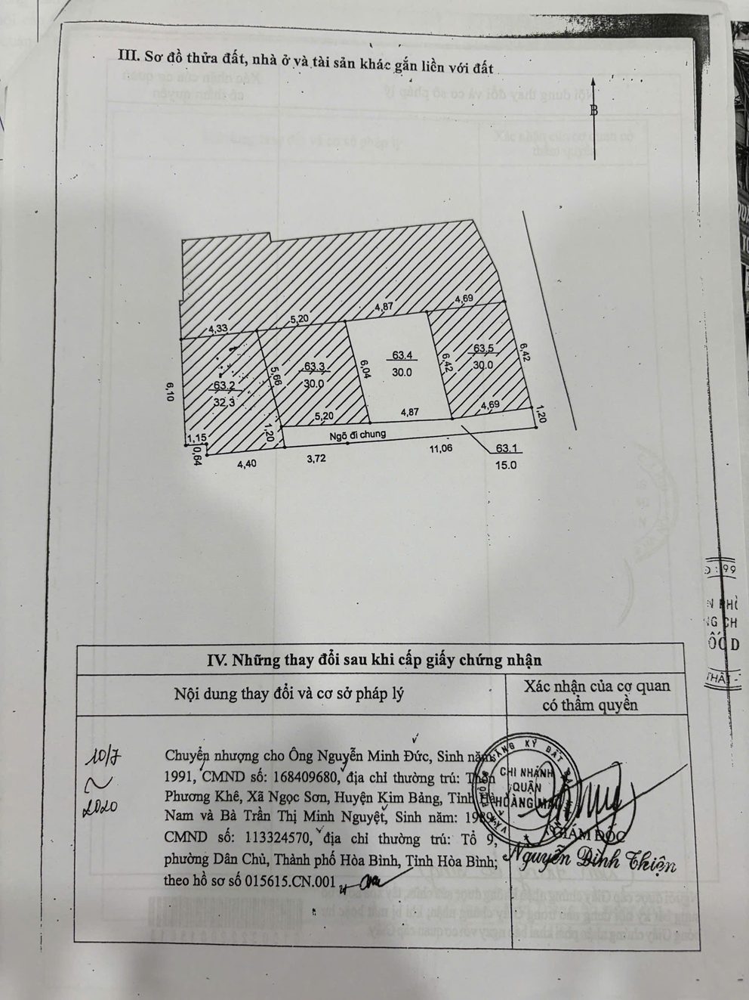 III. Sơ đồ thửa đất, nhà ở và tài sản khác gắn liền với đất
B
4,33
5,20
4,87
4,69
6,10
63.2
32,3
5,66
63.3
30.0
6,04
63.4
30.0
6,42
63.5
30.0
6,42
5,20
4,87
4,69
1,20
1,15
0,64
1,20
Ngõ đi chung
4,40
3,72
11,06
63.1
15.0
IV. Những thay đổi sau khi cấp giấy chứng nhận
Nội dung thay đổi và cơ sở pháp lý
Xác nhận của cơ quan
có thẩm quyền
10/7
2020
Chuyển nhượng cho Ông Nguyễn Minh Đức, Sinh năm:
1991, CMND số: 168409680, địa chỉ thường trú: Thôn
Phương Khê, Xã Ngọc Sơn, Huyện Kim Bảng, Tỉnh Hà
Nam và Bà Trần Thị Minh Nguyệt, Sinh năm:
CMND số: 113324570, địa chỉ thường trú: Tổ 9,
phường Dân Chủ, Thành phố Hòa Bình, Tỉnh Hòa Bình;
theo hồ sơ số 015615.CN.001
CHI NHÁNH
QUẬN
HOÀNG MAI
GIÁM ĐỐC
Nguyễn Đình Thiện